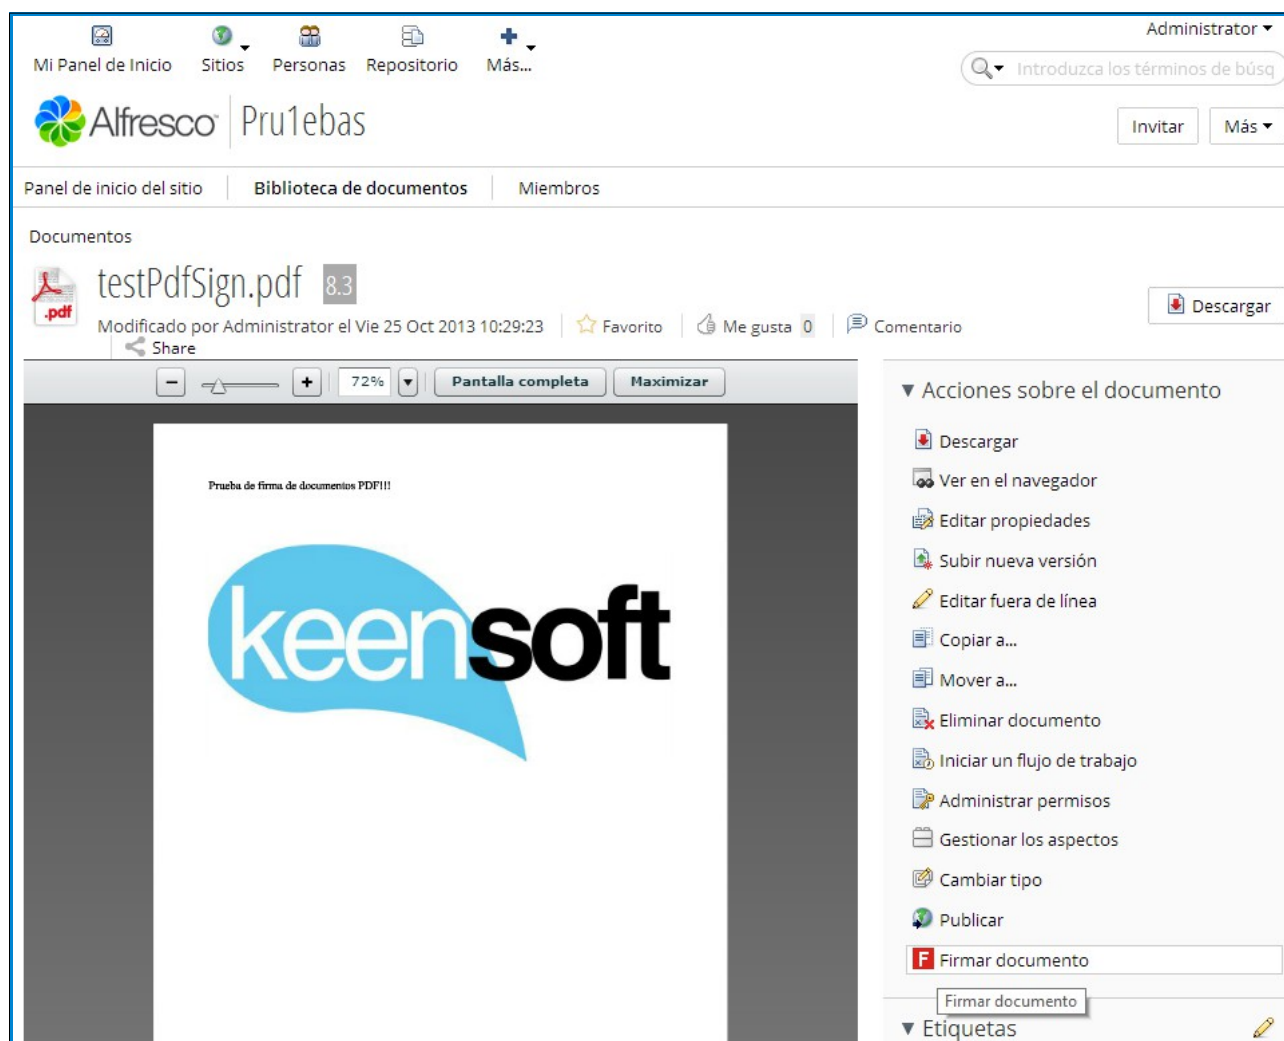 Administrator
Mi Panel de Inicio Sitios Personas Repositorio Más...
Introduzca los términos de búsq
Alfresco Pru1ebas
Invitar Más
Panel de inicio del sitio Biblioteca de documentos Miembros
Documentos
testPdfSign.pdf 8.3
.pdf
Descargar
Modificado por Administrator el Vie 25 Oct 2013 10:29:23 Favorito Me gusta 0 Comentario
Share
72% Pantalla completa Maximizar
Prueba de firma de documentos PDF!!!
keensoft
Acciones sobre el documento
Descargar
Ver en el navegador
Editar propiedades
Subir nueva versión
Editar fuera de línea
Copiar a...
Mover a...
Eliminar documento
Iniciar un flujo de trabajo
Administrar permisos
Gestionar los aspectos
Cambiar tipo
Publicar
F Firmar documento
Firmar documento
Etiquetas